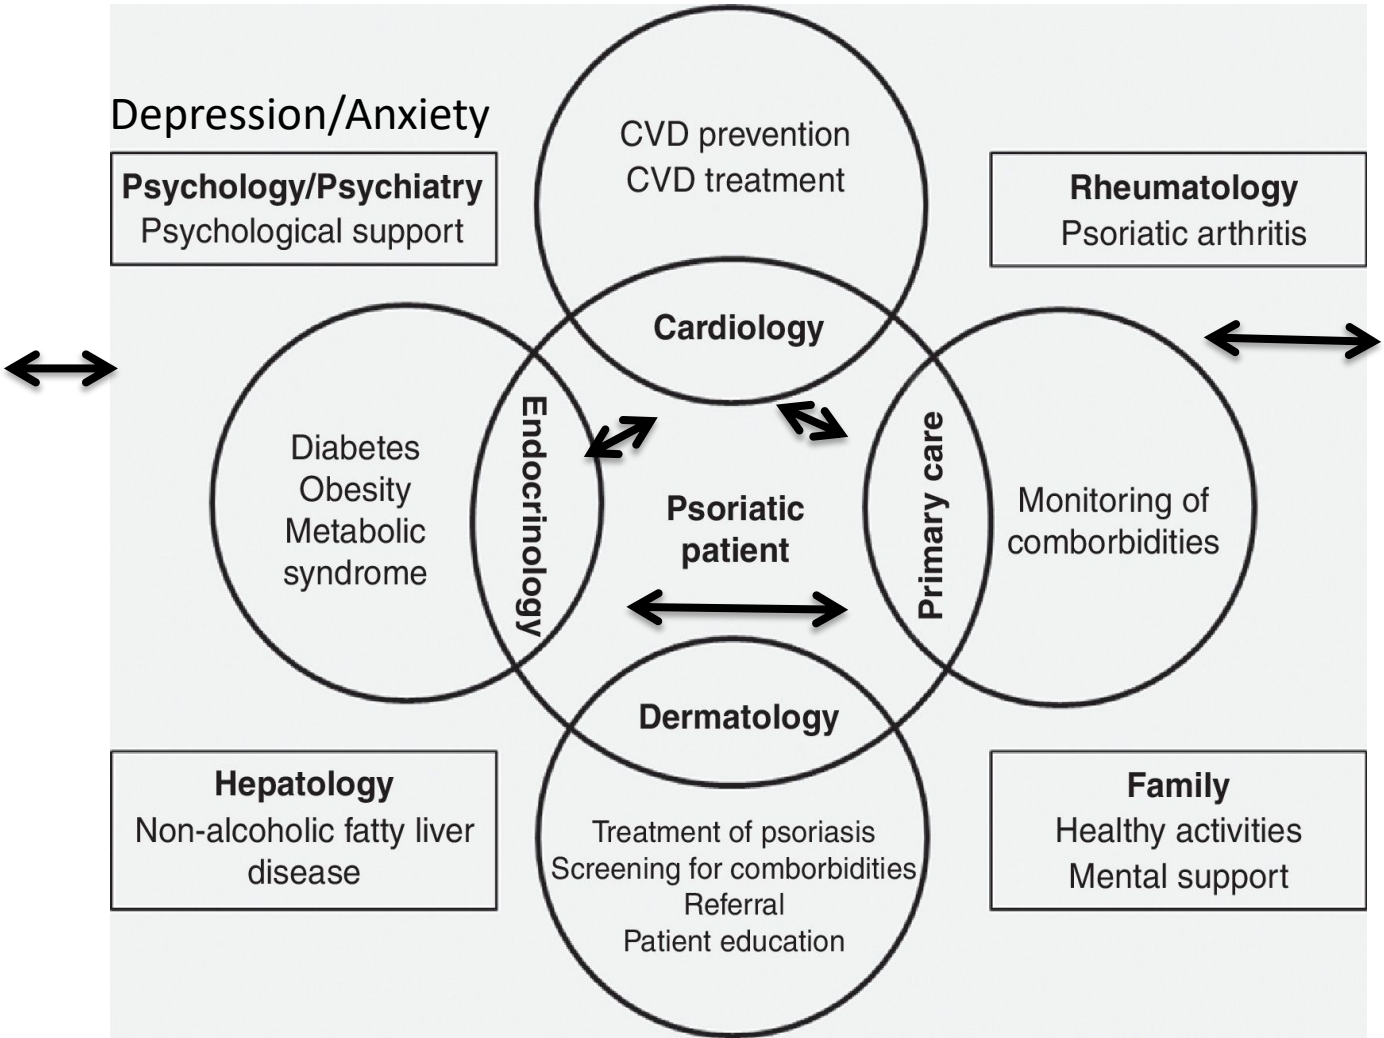 Depression/Anxiety
Psychology/Psychiatry
Psychological support
CVD prevention
CVD treatment
Rheumatology
Psoriatic arthritis
Cardiology
Diabetes
Obesity
Metabolic
syndrome
Endocrinology
Psoriatic
patient
Primary care
Monitoring of
comborbidities
Dermatology
Treatment of psoriasis
Screening for comborbidities
Referral
Patient education
Hepatology
Non-alcoholic fatty liver
disease
Family
Healthy activities
Mental support